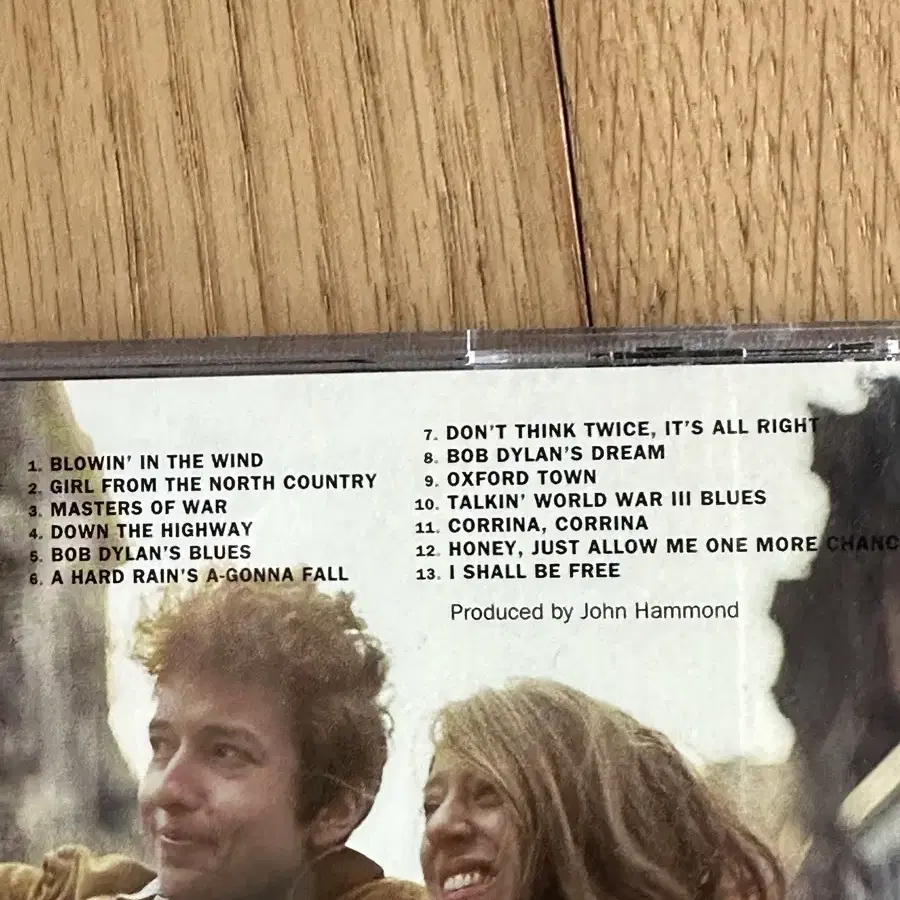 1. BLOWIN' IN THE WIND
2. GIRL FROM THE NORTH COUNTRY
3. MASTERS OF WAR
4. DOWN THE HIGHWAY
5. BOB DYLAN'S BLUES
6. A HARD RAIN'S A-GONNA FALL
7. DON'T THINK TWICE, IT'S ALL RIGHT
8. BOB DYLAN'S DREAM
9. OXFORD TOWN
10. TALKIN' WORLD WAR III BLUES
11. CORRINA, CORRINA
12. HONEY, JUST ALLOW ME ONE MORE CHANC
13. I SHALL BE FREE
Produced by John Hammond